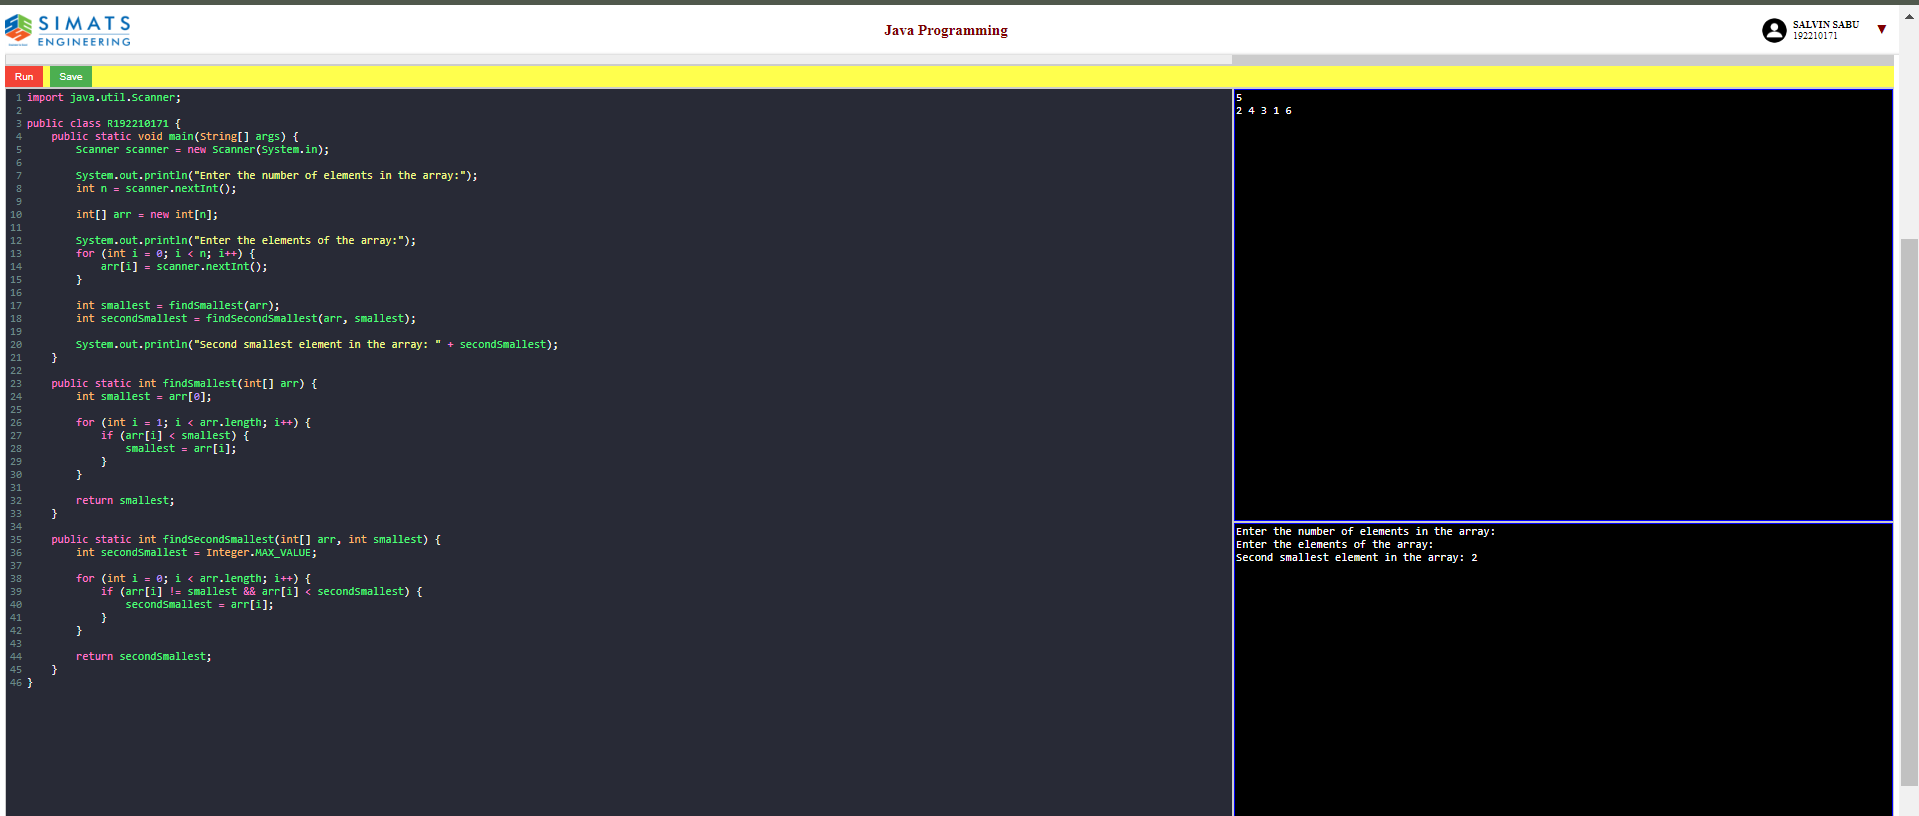 SIMATS
ENGINEERING
Java Programming
SALVIN SABU
192210171
Run
Save
1 import java.util.Scanner;
2
3 public class R192210171 {
4     public static void main(String[] args) {
5         Scanner scanner = new Scanner(System.in);
6
7         System.out.println("Enter the number of elements in the array:");
8         int n = scanner.nextInt();
9
10         int[] arr = new int[n];
11
12         System.out.println("Enter the elements of the array:");
13         for (int i = 0; i < n; i++) {
14             arr[i] = scanner.nextInt();
15         }
16
17         int smallest = findSmallest(arr);
18         int secondSmallest = findSecondSmallest(arr, smallest);
19
20         System.out.println("Second smallest element in the array: " + secondSmallest);
21     }
22
23     public static int findSmallest(int[] arr) {
24         int smallest = arr[0];
25
26         for (int i = 1; i < arr.length; i++) {
27             if (arr[i] < smallest) {
28                 smallest = arr[i];
29             }
30         }
31
32         return smallest;
33     }
34
35     public static int findSecondSmallest(int[] arr, int smallest) {
36         int secondSmallest = Integer.MAX_VALUE;
37
38         for (int i = 0; i < arr.length; i++) {
39             if (arr[i] != smallest && arr[i] < secondSmallest) {
40                 secondSmallest = arr[i];
41             }
42         }
43
44         return secondSmallest;
45     }
46 }
5
2 4 3 1 6
Enter the number of elements in the array:
Enter the elements of the array:
Second smallest element in the array: 2